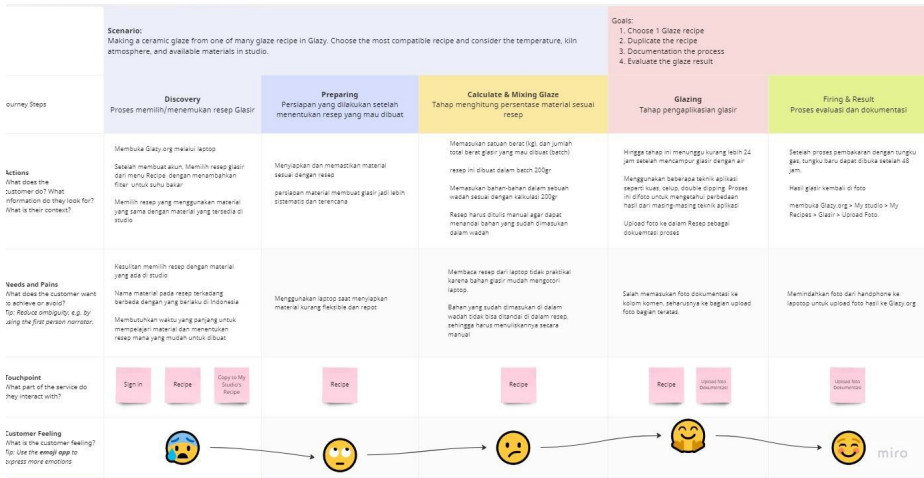 Scenario:
Making a ceramic glaze from one of many glaze recipe in Glazy. Choose the most compatible recipe and consider the temperature, kiln
atmosphere, and available materials in studio.
Goals:
1. Choose 1 Glaze recipe
2. Duplicate the recipe
3. Documentation the process
4. Evaluate the glaze result
ourney Steps
Discovery
Proses memilih/menemukan resep Glasir
Preparing
Persiapan yang dilakukan setelah
menentukan resep yang mau dibuat
Calculate & Mixing Glaze
Tahap menghitung persentase material sesuai
resep
Glazing
Tahap pengaplikasian glasir
Firing & Result
Proses evaluasi dan dokumentasi
Actions
What does the
customer do? What
information do they look for?
What is their context?
Membuka Glazy.org melalui laptop
Setelah membuat akun, Memilih resep glasir
dari menu Recipe dengan menambahkan
filter untuk suhu bakar
Memilih resep yang menggunakan material
yang sama dengan material yang tersedia di
studio
Menyiapkan dan memastikan material
sesuai dengan resep
persiapan material membuat glasir jadi lebih
sistematis dan terencana
Memasukan satuan berat (kg), dan jumlah
total berat glasir yang mau dibuat (batch)
resep ini dibuat dalam batch 200gr
Memasukan bahan-bahan dalam sebuah
wadah sesuai dengan kalkulasi 200gr
Resep harus ditulis manual agar dapat
menandai bahan yang sudah dimasukan
dalam wadah
Hingga tahap ini menunggu kurang lebih 24
jam setelah mencampur glasir dengan air
Menggunakan beberapa teknik aplikasi
seperti kuas, celup, double dipping. Proses
ini difoto untuk mengetahui perbedaan
hasil dari masing-masing teknik aplikasi
Upload foto ke dalam Resep sebagai
dokuemtasi proses
Setelah proses pembakaran dengan tungku
gas, tungku baru dapat dibuka setelah 48
jam.
Hasil glasir kembali di foto
membuka Glazy.org > My studio > My
Recipes > Glasir > Upload Foto.
Needs and Pains
What does the customer want
to achieve or avoid?
Tip: Reduce ambiguity, e.g. by
using the first person narrator.
Kesulitan memilih resep dengan material
yang ada di studio
Nama material pada resep terkadang
berbeda dengan yang berlaku di Indonesia
Membutuhkan waktu yang panjang untuk
mempelajari material dan menentukan
resep mana yang mudah untuk dibuat
Menggunakan laptop saat menyiapkan
material kurang fleksible dan repot
Membaca resep dari laptop tidak praktikal
karena bahan glasir mudah mengotori
laptop.
Bahan yang sudah dimasukan di dalam
wadah tidak bisa ditandai di dalam resep,
sehingga harus menuliskannya secara
manual
Salah memasukan foto dokumentasi ke
kolom komen, seharusnya ke bagian upload
foto bagian teratas.
Memindahkan foto dari handphone ke
laptop untuk upload foto hasil ke Glazy.org
Touchpoint
What part of the service do
they interact with?
Sign in
Recipe
Copy to My
Studio's
Recipe
Recipe
Recipe
Recipe
Upload foto
Dokumentasi
Upload foto
Dokumentasi
Customer Feeling
What is the customer feeling?
Tip: Use the emoji app to
express more emotions
miro